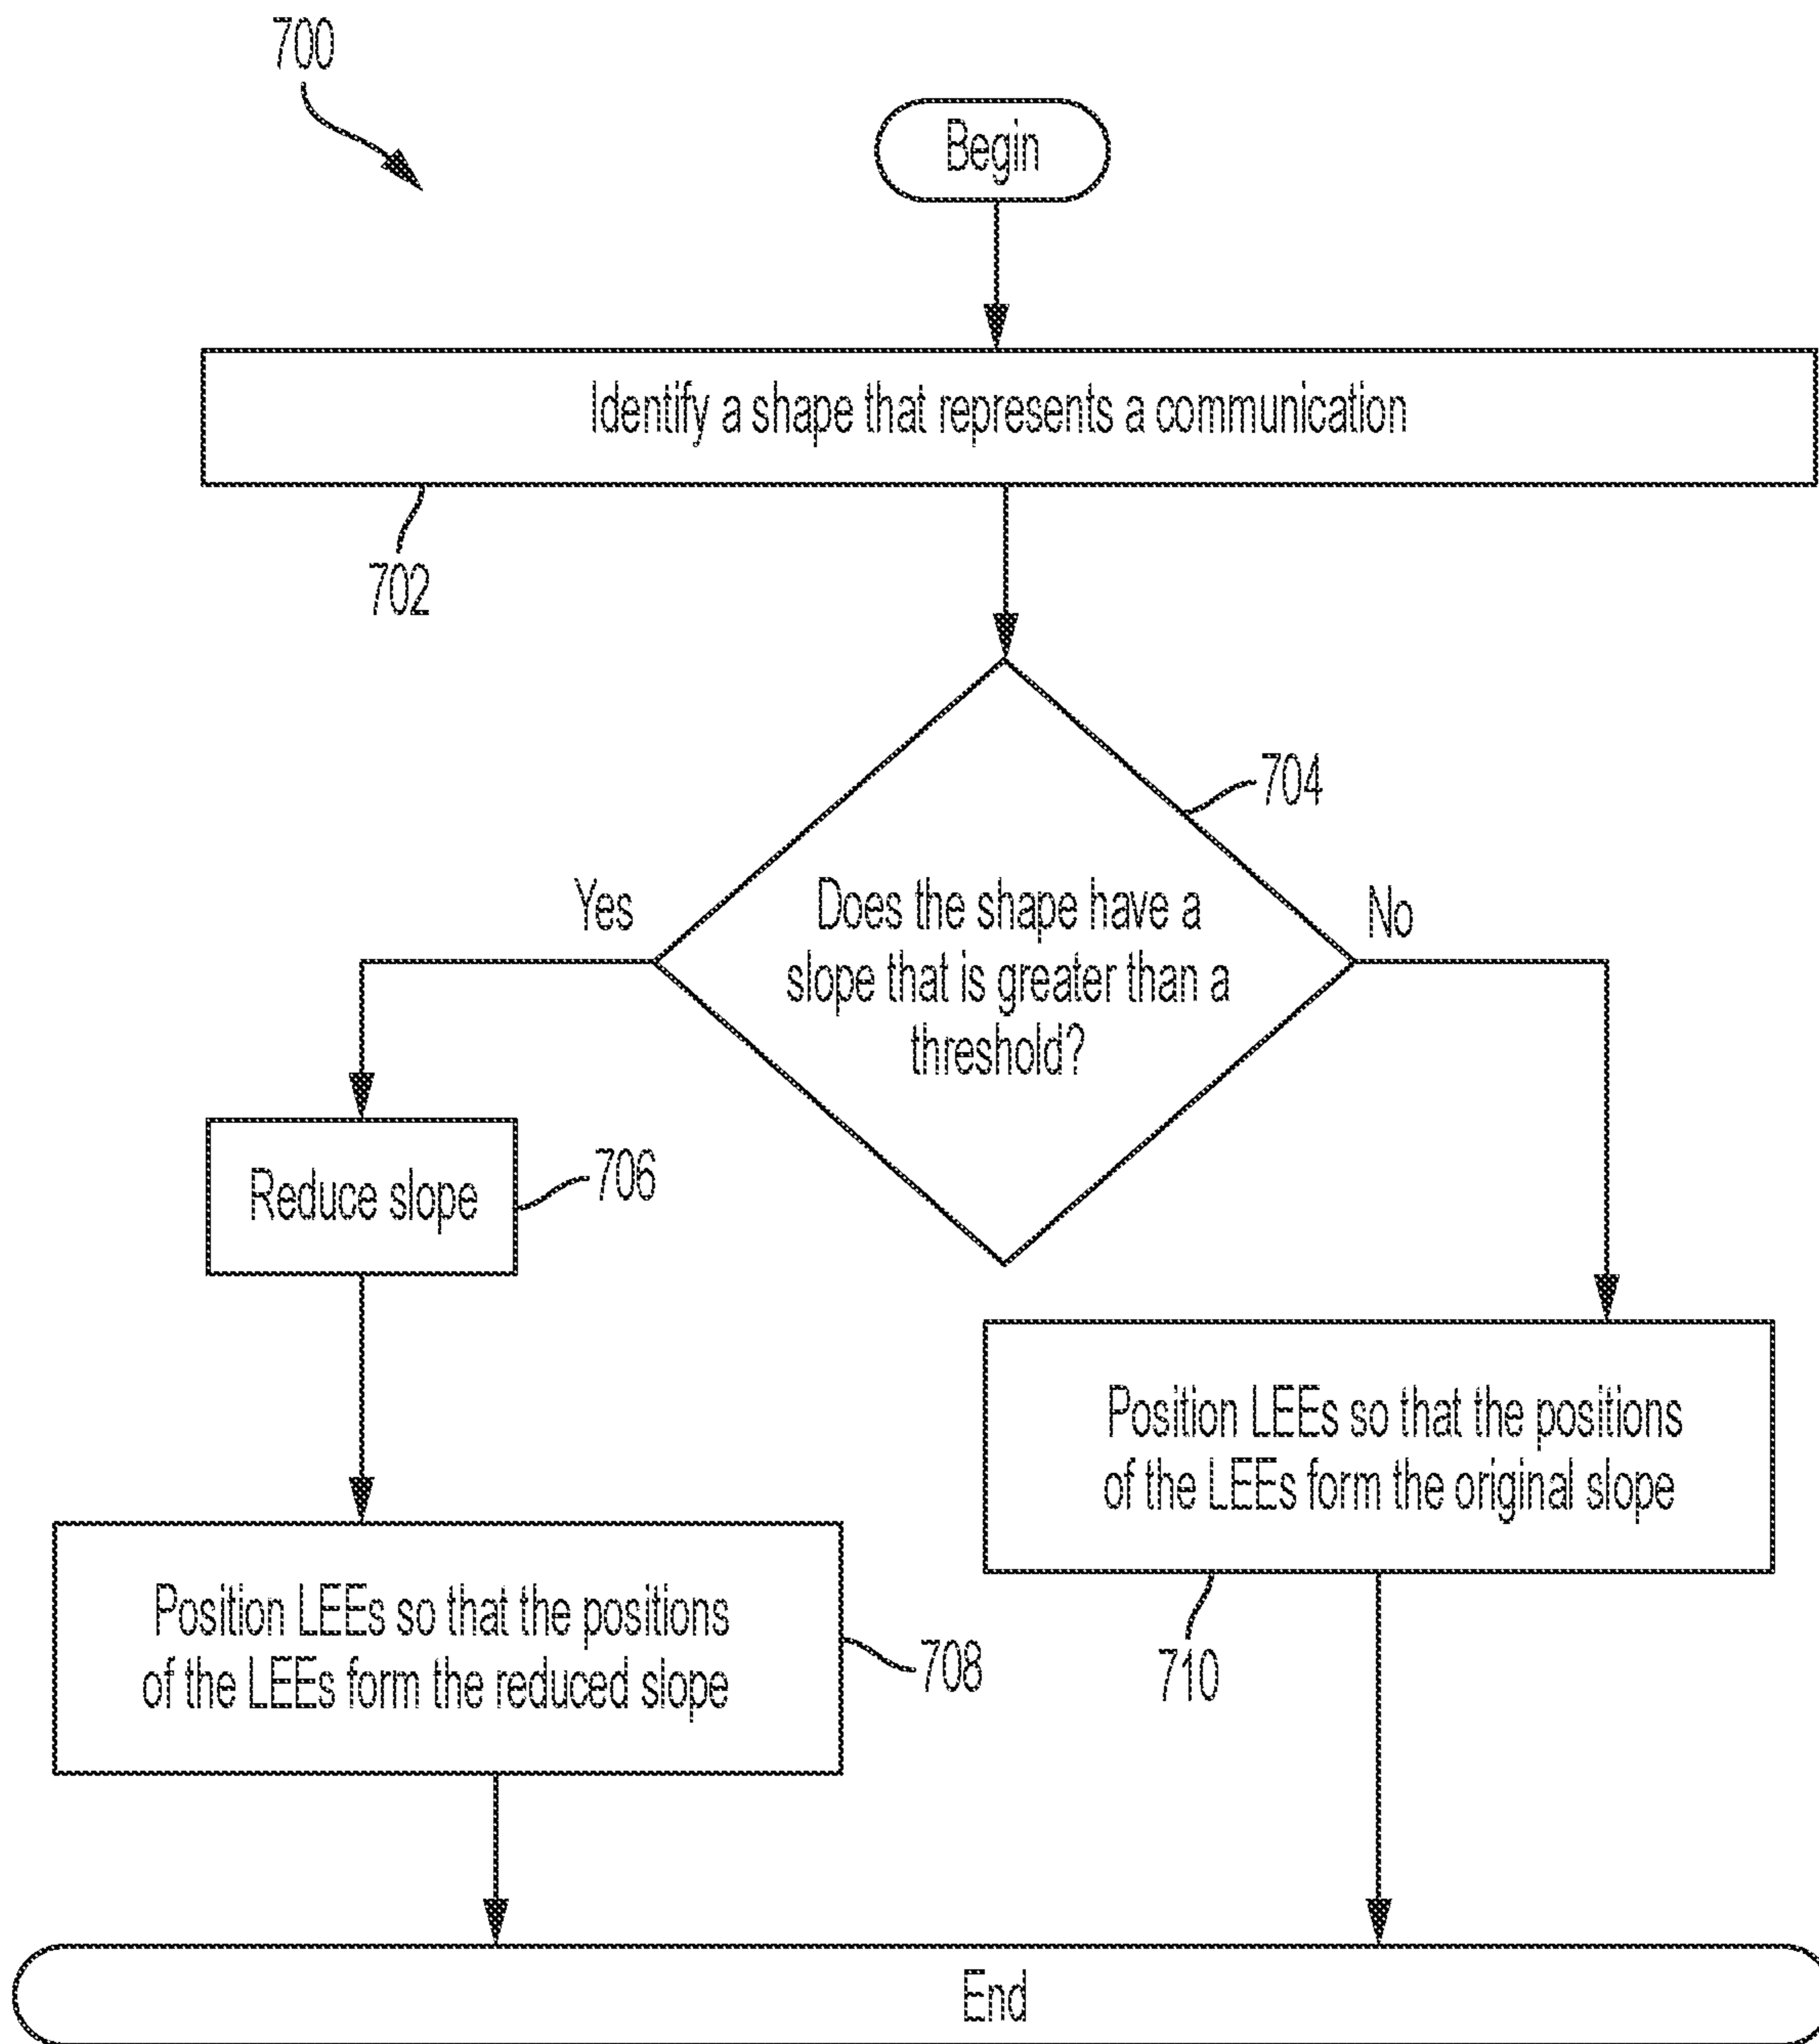 700
Begin
Identify a shape that represents a communication
702
704
Yes
Does the shape have a
slope that is greater than a
threshold?
No
Reduce slope
706
Position LEEs so that the positions
of the LEEs form the original slope
710
Position LEEs so that the positions
of the LEEs form the reduced slope
708
End